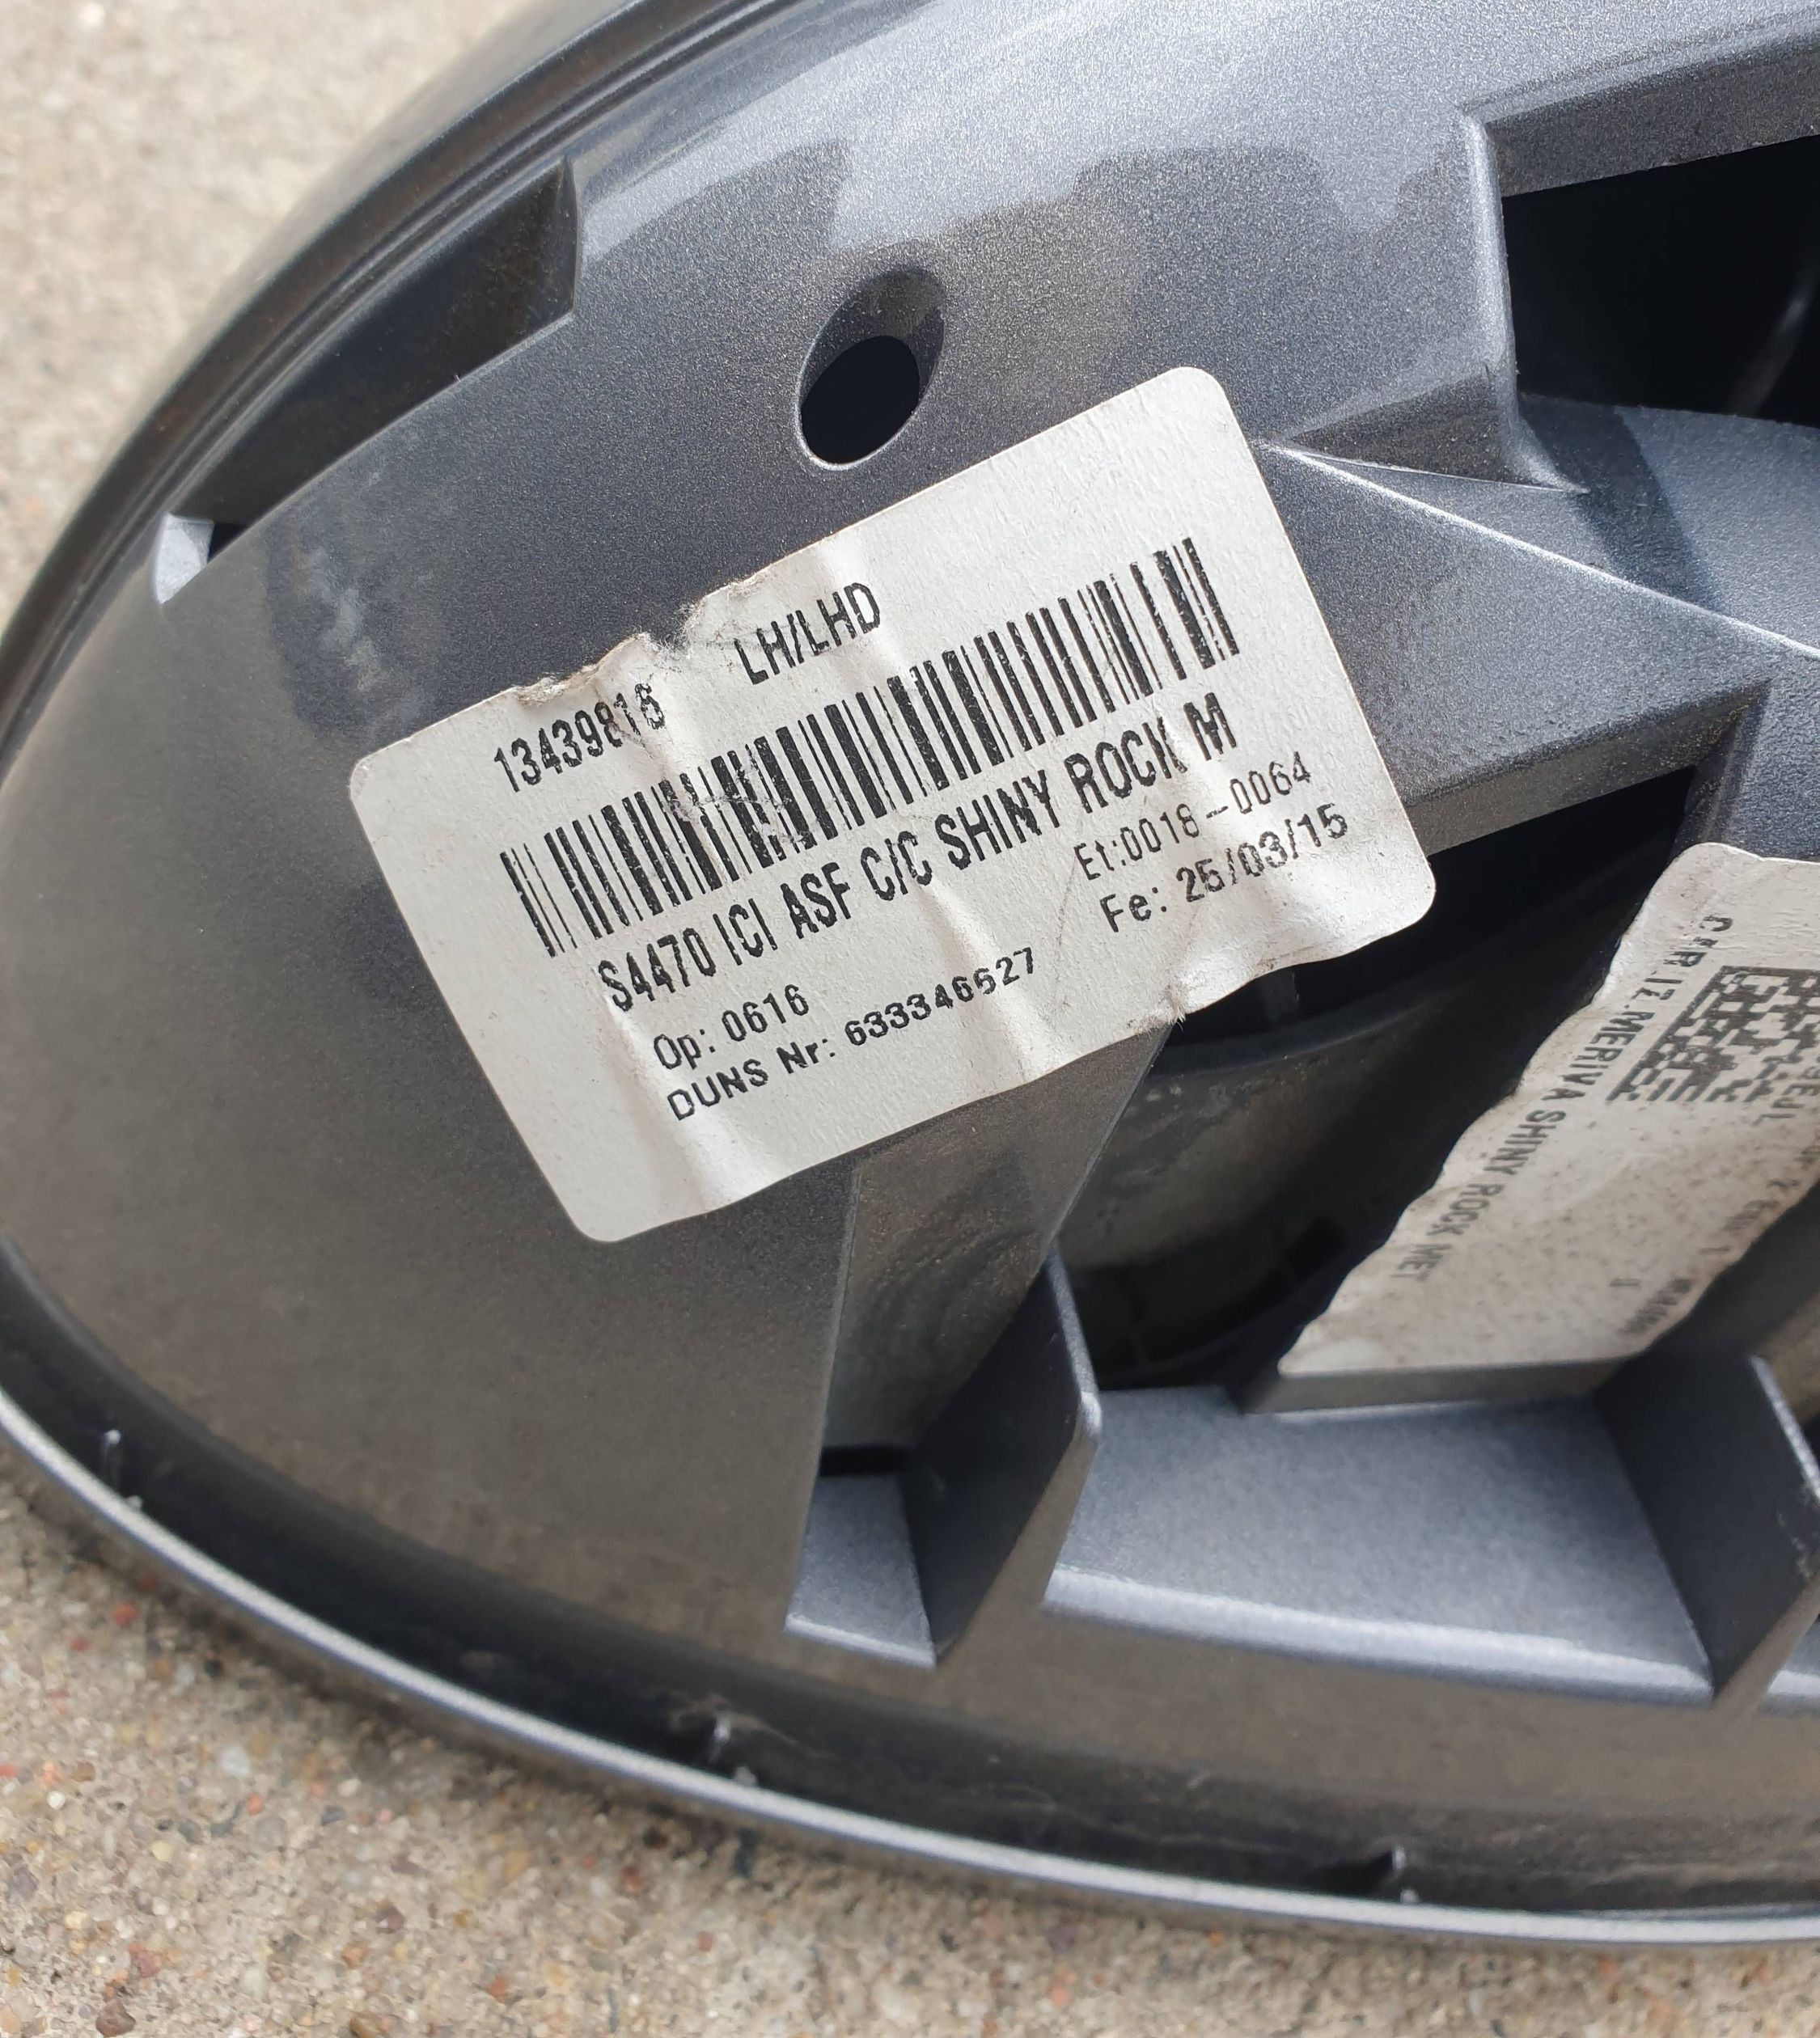 13439816 LH/LHD
S4470 ICI ASF C/C SHINY ROCK M
Et:0018-0064
Op: 0616 Fe: 25/03/15
DUNS Nr: 633346627
MERIVA SHINY ROCK MET